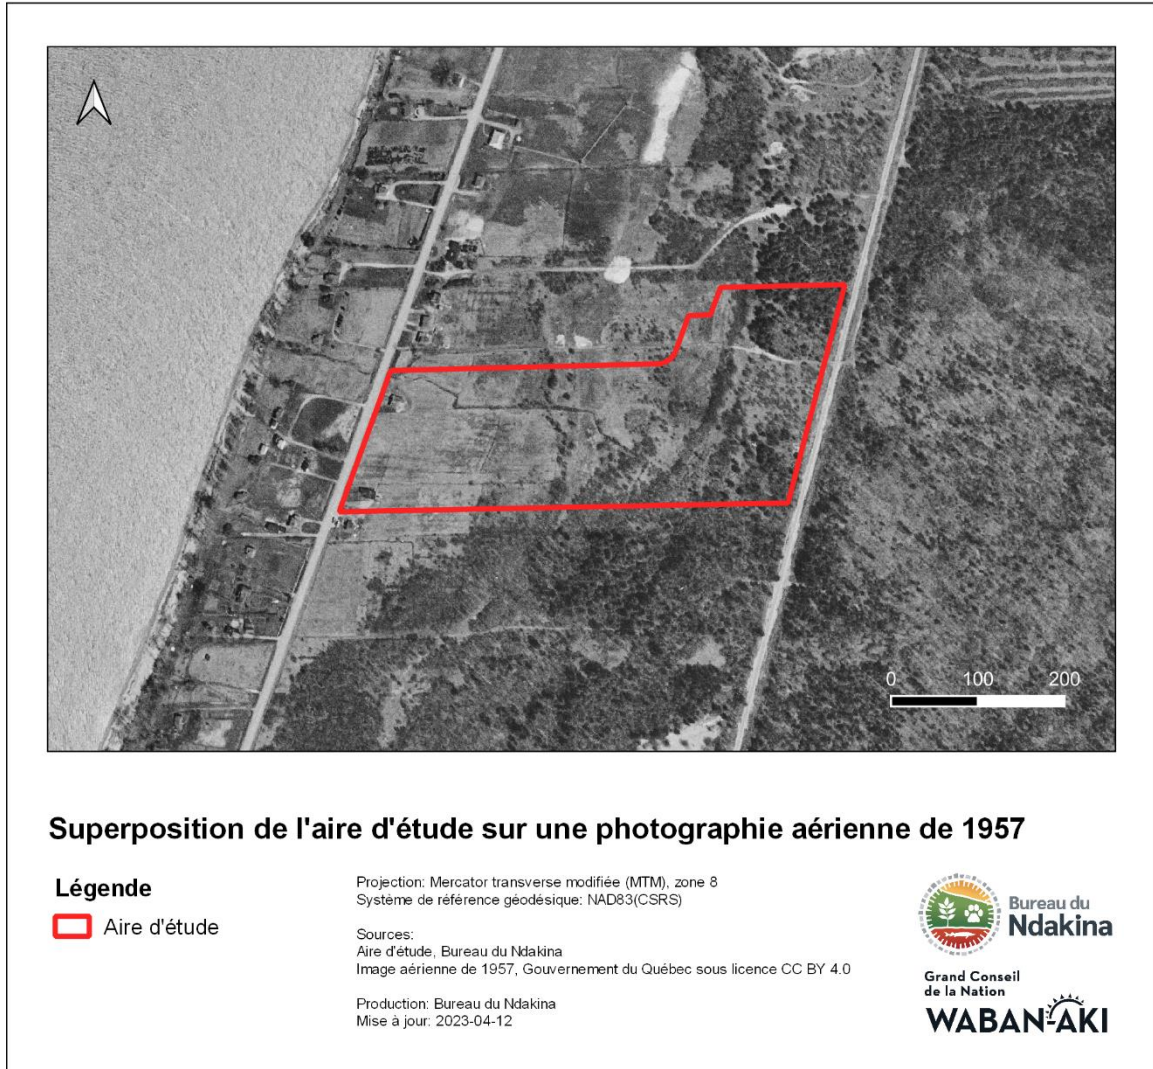 0 100 200
Superposition de l'aire d'étude sur une photographie aérienne de 1957
Légende
Aire d'étude
Projection: Mercator transverse modifiée (MTM), zone 8
Système de référence géodésique: NAD83(CSRS)
Sources:
Aire d'étude, Bureau du Ndakina
Image aérienne de 1957, Gouvernement du Québec sous licence CC BY 4.0
Production: Bureau du Ndakina
Mise à jour: 2023-04-12
Bureau du
Ndakina
Grand Conseil
de la Nation
WABAN-AKI